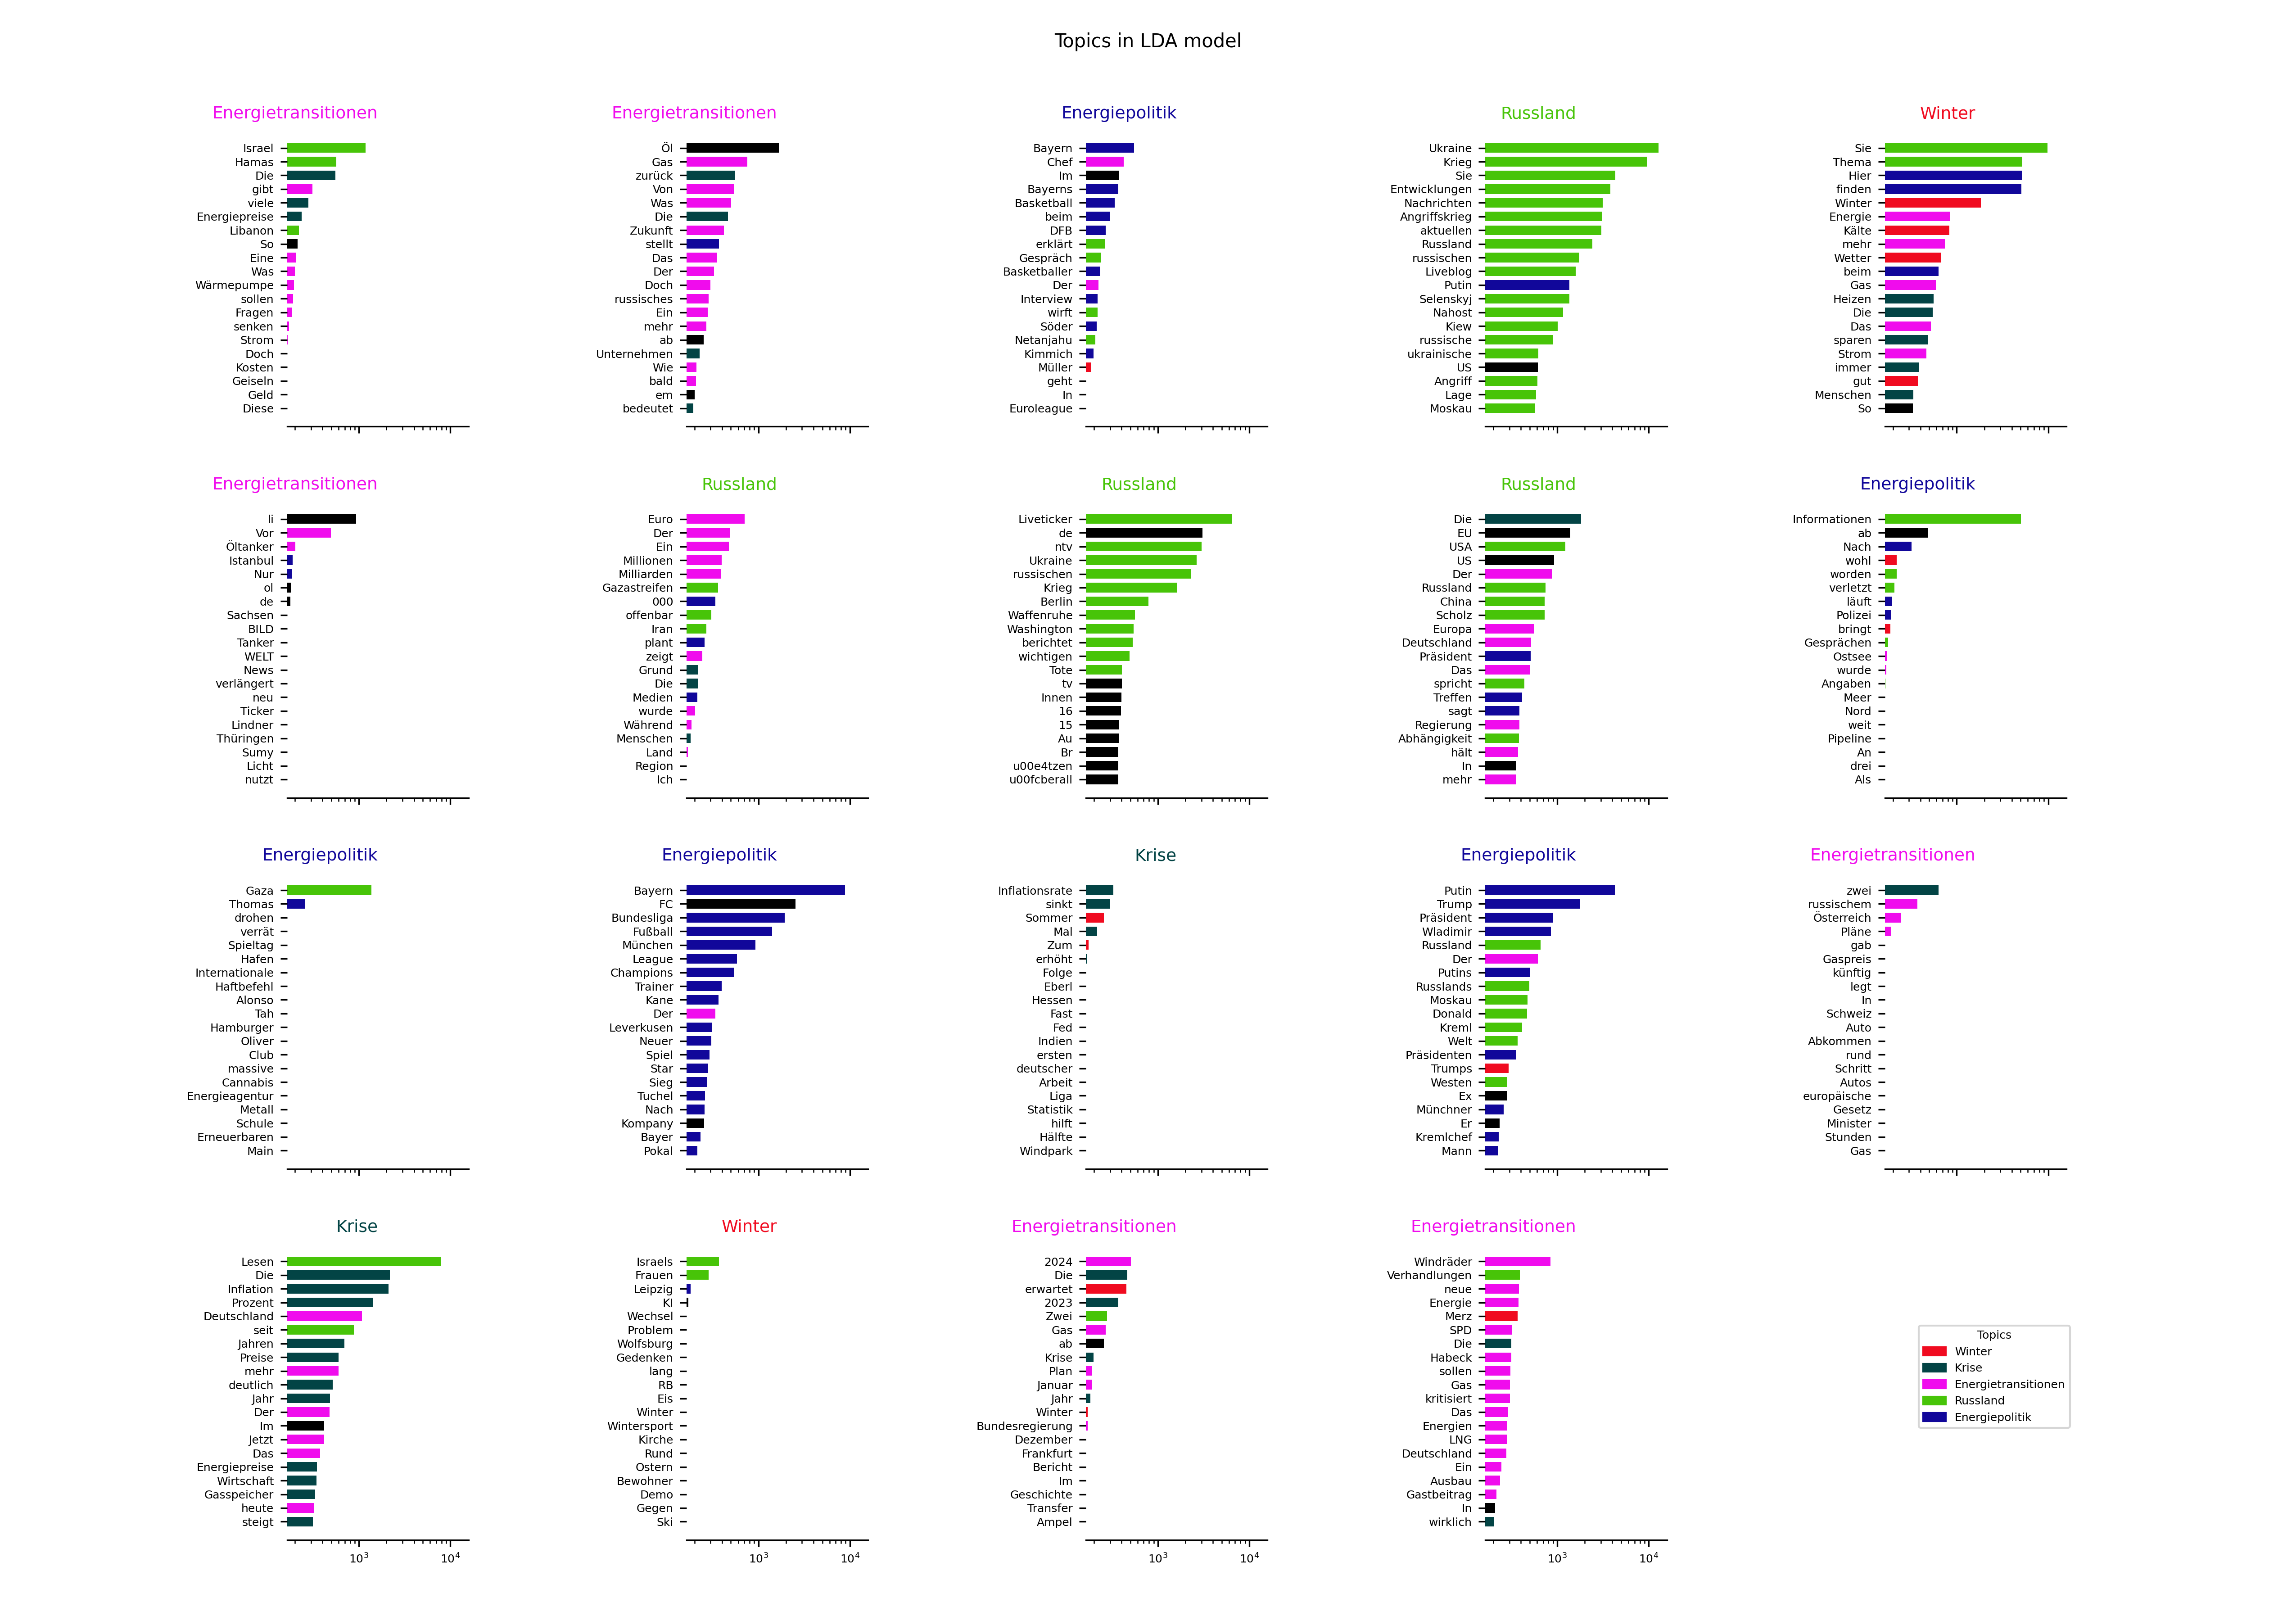 Topics in LDA model
Energietransitionen
Israel
Hamas
Die
gibt
viele
Energiepreise
Libanon
So
Eine
Was
Wärmepumpe
sollen
Fragen
senken
Strom
Doch
Kosten
Geiseln
Geld
Diese
Energietransitionen
Öl
Gas
zurück
Von
Was
Die
Zukunft
stellt
Das
Der
Doch
russisches
Ein
mehr
ab
Unternehmen
Wie
bald
em
bedeutet
Energiepolitik
Bayern
Chef
Im
Bayerns
Basketball
beim
DFB
erklärt
Gespräch
Basketballer
Der
Interview
wirft
Söder
Netanjahu
Kimmich
Müller
geht
In
Euroleague
Russland
Ukraine
Krieg
Sie
Entwicklungen
Nachrichten
Angriffskrieg
aktuellen
Russland
russischen
Liveblog
Putin
Selenskyj
Nahost
Kiew
russische
ukrainische
US
Angriff
Lage
Moskau
Winter
Sie
Thema
Hier
finden
Winter
Energie
Kälte
mehr
Wetter
beim
Gas
Heizen
Die
Das
sparen
Strom
immer
gut
Menschen
So
Energietransitionen
li
Vor
Öltanker
Istanbul
Nur
ol
de
Sachsen
BILD
Tanker
WELT
News
verlängert
neu
Ticker
Lindner
Thüringen
Sumy
Licht
nutzt
Russland
Euro
Der
Ein
Millionen
Milliarden
Gazastreifen
000
offenbar
Iran
plant
zeigt
Grund
Die
Medien
wurde
Während
Menschen
Land
Region
Ich
Russland
Liveticker
de
ntv
Ukraine
russischen
Krieg
Berlin
Waffenruhe
Washington
berichtet
wichtigen
Tote
tv
Innen
16
15
Au
Br
u00e4tzen
u00fcberall
Russland
Die
EU
USA
US
Der
Russland
China
Scholz
Europa
Deutschland
Präsident
Das
spricht
Treffen
sagt
Regierung
Abhängigkeit
hält
In
mehr
Energiepolitik
Informationen
ab
Nach
wohl
worden
verletzt
läuft
Polizei
bringt
Gesprächen
Ostsee
wurde
Angaben
Meer
Nord
weit
Pipeline
An
drei
Als
Energiepolitik
Gaza
Thomas
drohen
verrät
Spieltag
Hafen
Internationale
Haftbefehl
Alonso
Tah
Hamburger
Oliver
Club
massive
Cannabis
Energieagentur
Metall
Schule
Erneuerbaren
Main
Energiepolitik
Bayern
FC
Bundesliga
Fußball
München
League
Champions
Trainer
Kane
Der
Leverkusen
Neuer
Spiel
Star
Sieg
Tuchel
Nach
Kompany
Bayer
Pokal
Krise
Inflationsrate
sinkt
Sommer
Mal
Zum
erhöht
Folge
Eberl
Hessen
Fast
Fed
Indien
ersten
deutscher
Arbeit
Liga
Statistik
hilft
Hälfte
Windpark
Energiepolitik
Putin
Trump
Präsident
Wladimir
Russland
Der
Putins
Russlands
Moskau
Donald
Kreml
Welt
Präsidenten
Trumps
Westen
Ex
Münchner
Er
Kremlchef
Mann
Energietransitionen
zwei
russischem
Österreich
Pläne
gab
Gaspreis
künftig
legt
In
Schweiz
Auto
Abkommen
rund
Schritt
Autos
europäische
Gesetz
Minister
Stunden
Gas
Krise
Lesen
Die
Inflation
Prozent
Deutschland
seit
Jahren
Preise
mehr
deutlich
Jahr
Der
Im
Jetzt
Das
Energiepreise
Wirtschaft
Gasspeicher
heute
steigt
10³ 10⁴
Winter
Israels
Frauen
Leipzig
KI
Wechsel
Problem
Wolfsburg
Gedenken
lang
RB
Eis
Winter
Wintersport
Kirche
Rund
Ostern
Bewohner
Demo
Gegen
Ski
10³ 10⁴
Energietransitionen
2024
Die
erwartet
2023
Zwei
Gas
ab
Krise
Plan
Januar
Jahr
Winter
Bundesregierung
Dezember
Frankfurt
Bericht
Im
Geschichte
Transfer
Ampel
10³ 10⁴
Energietransitionen
Windräder
Verhandlungen
neue
Energie
Merz
SPD
Die
Habeck
sollen
Gas
kritisiert
Das
Energien
LNG
Deutschland
Ein
Ausbau
Gastbeitrag
In
wirklich
10³ 10⁴
Topics
Winter
Krise
Energietransitionen
Russland
Energiepolitik